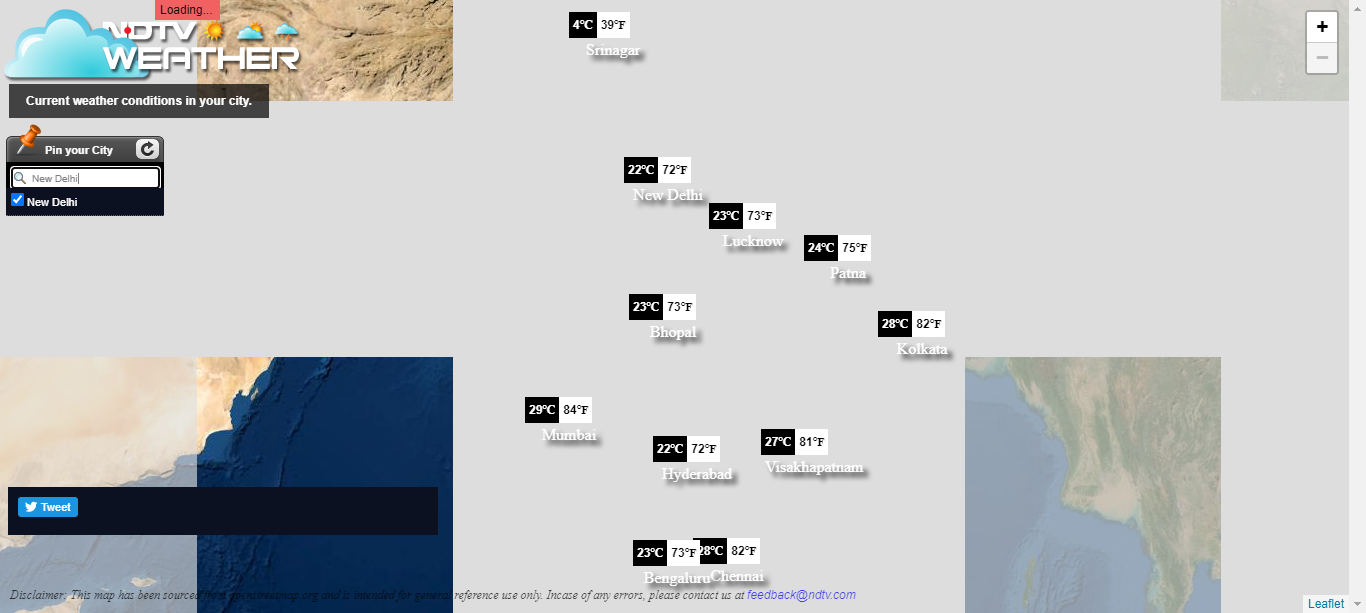 Loading...
NDTV
WEATHER
Current weather conditions in your city.
Pin your City
New Delhi
New Delhi
4°C 39°F
Srinagar
22°C 72°F
New Delhi
23°C 73°F
Lucknow
24°C 75°F
Patna
23°C 73°F
Bhopal
28°C 82°F
Kolkata
29°C 84°F
Mumbai
22°C 72°F
Hyderabad
27°C 81°F
Visakhapatnam
23°C 73°F
Bengaluru
28°C 82°F
Chennai
+
−
Tweet
Disclaimer: This map has been sourced from openstreetmap.org and is intended for general reference use only. Incase of any errors, please contact us at feedback@ndtv.com
Leaflet